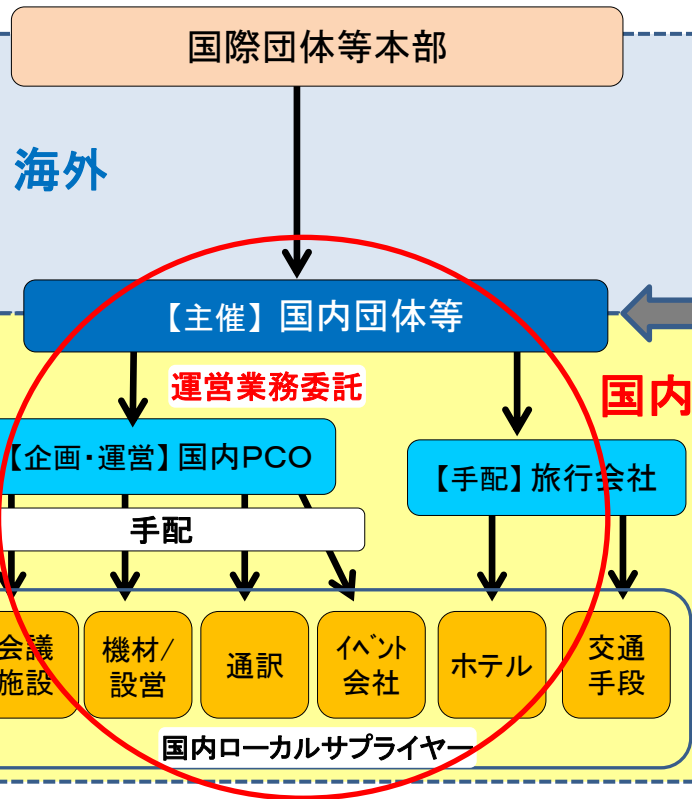 国際団体等本部
海外
【主催】国内団体等
運営業務委託
国内
【企画・運営】国内PCO
【手配】旅行会社
手配
会議
施設
機材/
設営
通訳
ｲﾍﾞﾝﾄ
会社
ホテル
交通
手段
国内ローカルサプライヤー